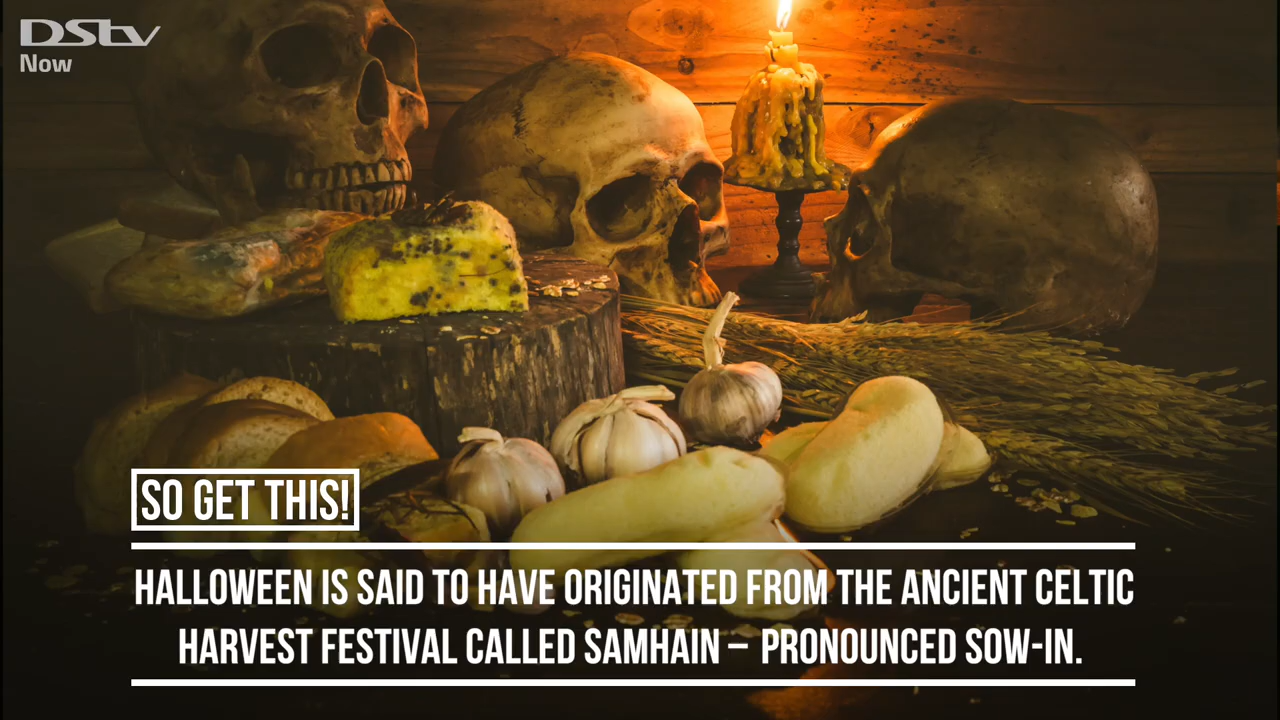 DStv
Now
SO GET THIS!
HALLOWEEN IS SAID TO HAVE ORIGINATED FROM THE ANCIENT CELTIC
HARVEST FESTIVAL CALLED SAMHAIN – PRONOUNCED SOW-IN.